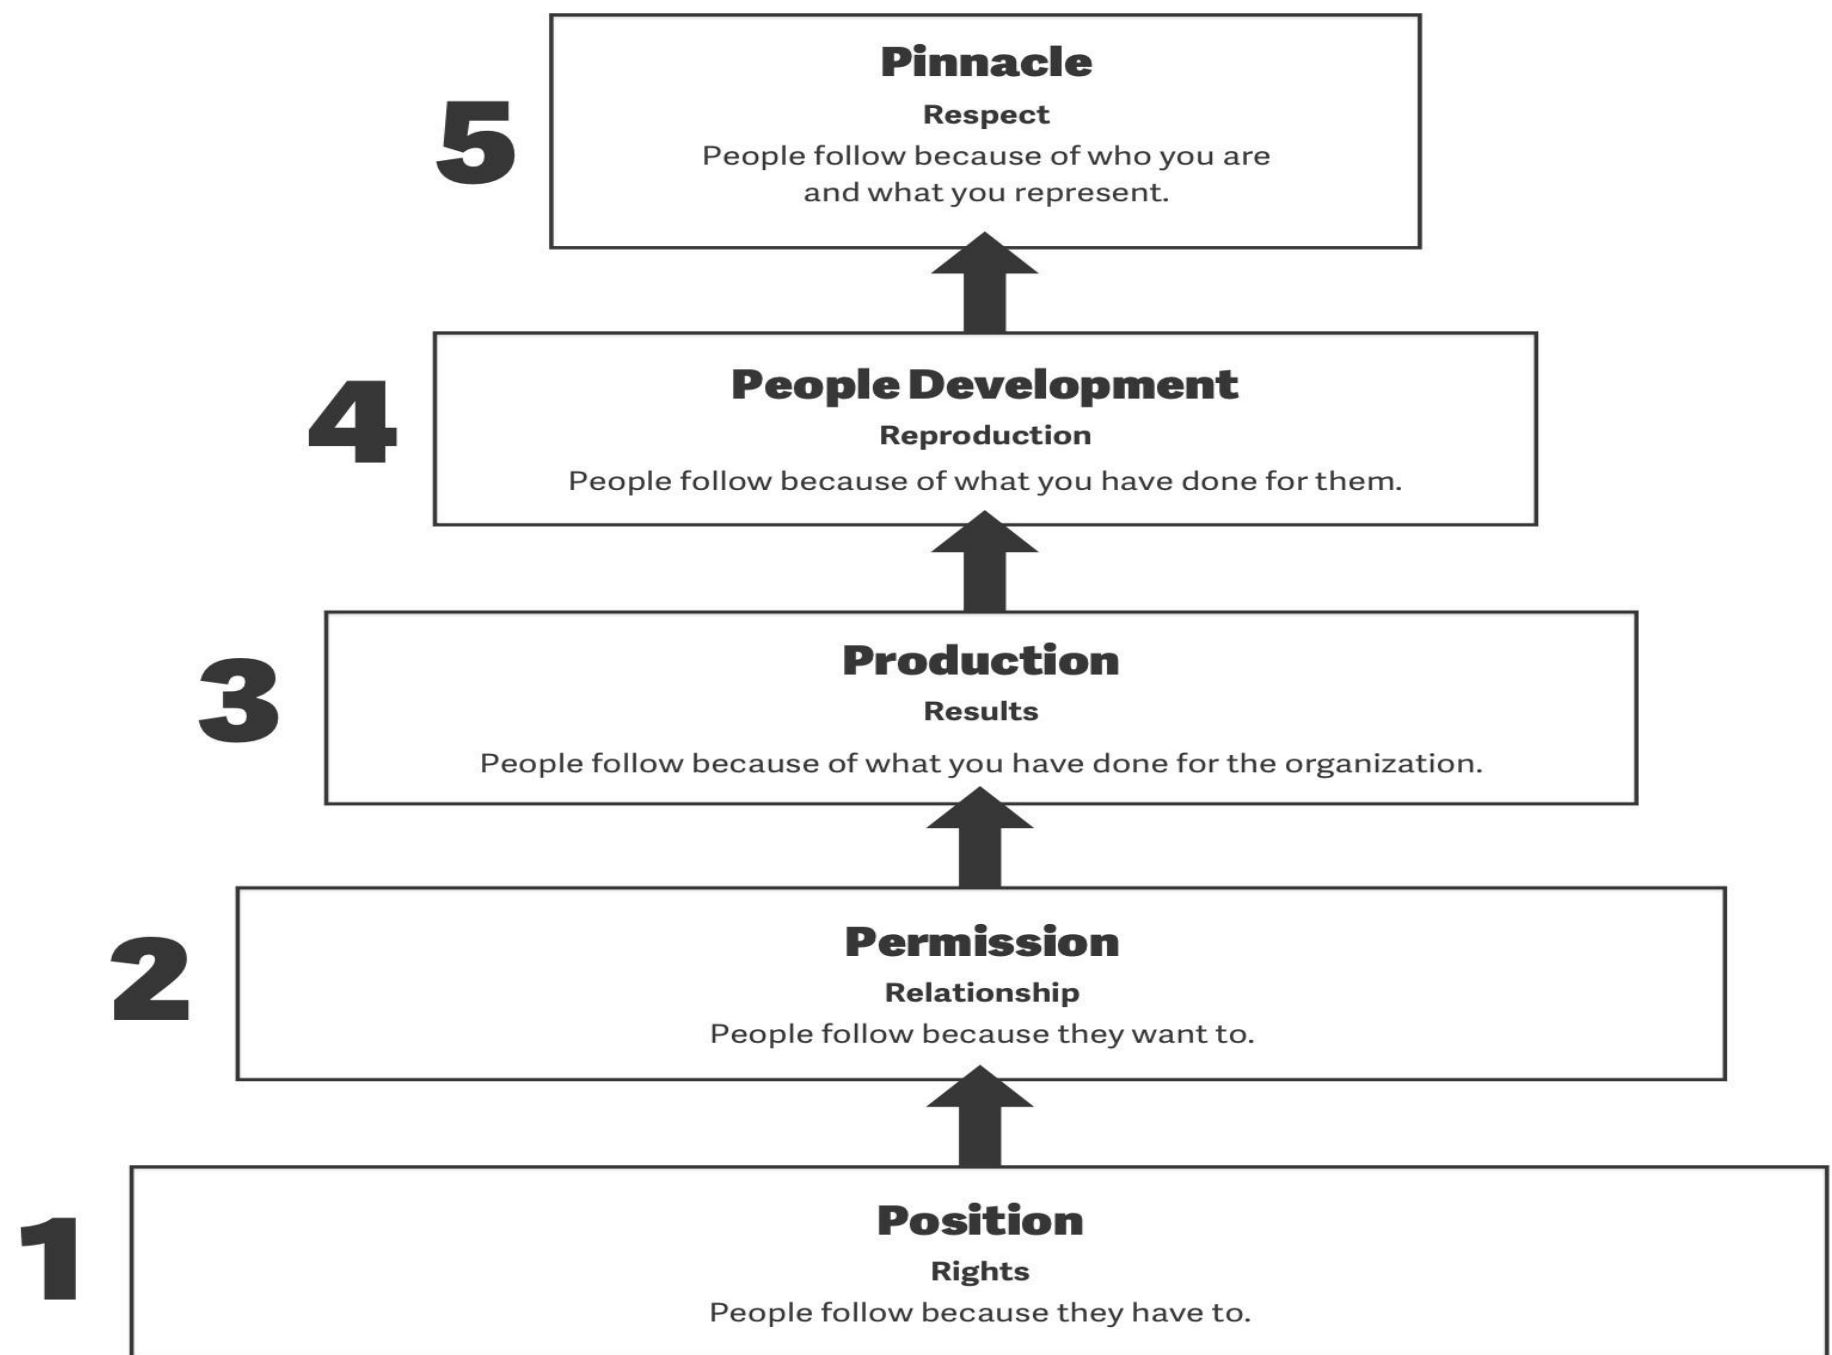 5
Pinnacle
Respect
People follow because of who you are
and what you represent.
4
People Development
Reproduction
People follow because of what you have done for them.
3
Production
Results
People follow because of what you have done for the organization.
2
Permission
Relationship
People follow because they want to.
1
Position
Rights
People follow because they have to.